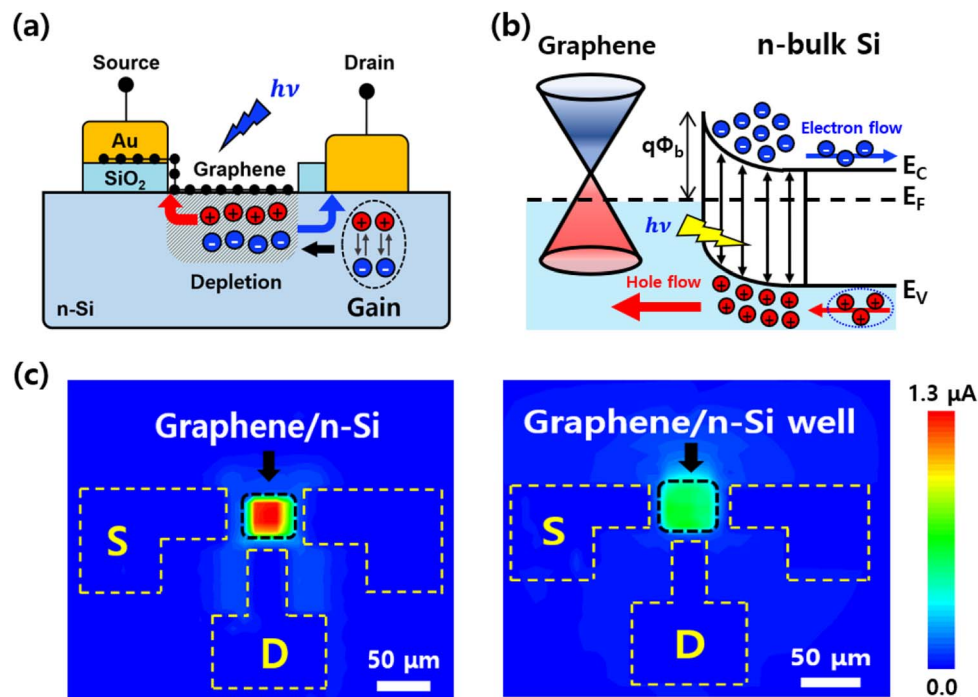 (a)
Source
Drain
hν
Au
SiO₂
Graphene
+ + + +
- - - -
+ +
- -
Depletion
Gain
n-Si
(b)
Graphene
n-bulk Si
qΦb
Electron flow
EC
EF
hν
EV
Hole flow
(c)
Graphene/n-Si
S
D
50 µm
Graphene/n-Si well
S
D
50 µm
1.3 µA
0.0